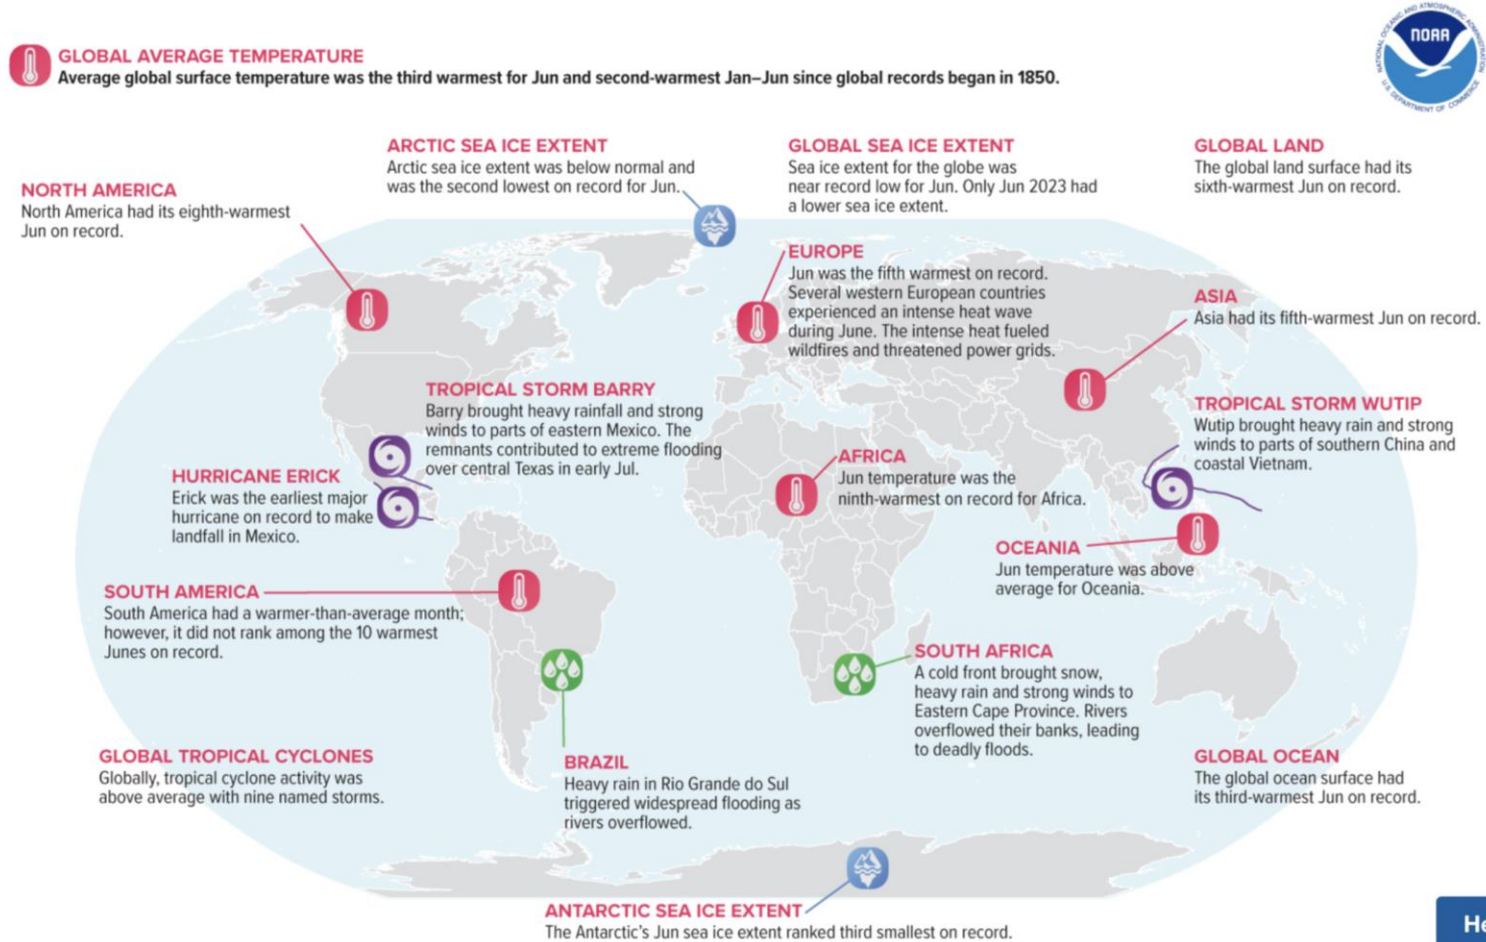 GLOBAL AVERAGE TEMPERATURE
Average global surface temperature was the third warmest for Jun and second-warmest Jan–Jun since global records began in 1850.
NATIONAL OCEANIC AND ATMOSPHERIC ADMINISTRATION
NOAA
U.S. DEPARTMENT OF COMMERCE
NORTH AMERICA
North America had its eighth-warmest
Jun on record.
ARCTIC SEA ICE EXTENT
Arctic sea ice extent was below normal and
was the second lowest on record for Jun.
GLOBAL SEA ICE EXTENT
Sea ice extent for the globe was
near record low for Jun. Only Jun 2023 had
a lower sea ice extent.
GLOBAL LAND
The global land surface had its
sixth-warmest Jun on record.
EUROPE
Jun was the fifth warmest on record.
Several western European countries
experienced an intense heat wave
during June. The intense heat fueled
wildfires and threatened power grids.
ASIA
Asia had its fifth-warmest Jun on record.
TROPICAL STORM BARRY
Barry brought heavy rainfall and strong
winds to parts of eastern Mexico. The
remnants contributed to extreme flooding
over central Texas in early Jul.
TROPICAL STORM WUTIP
Wutip brought heavy rain and strong
winds to parts of southern China and
coastal Vietnam.
HURRICANE ERICK
Erick was the earliest major
hurricane on record to make
landfall in Mexico.
AFRICA
Jun temperature was the
ninth-warmest on record for Africa.
OCEANIA
Jun temperature was above
average for Oceania.
SOUTH AMERICA
South America had a warmer-than-average month;
however, it did not rank among the 10 warmest
Junes on record.
SOUTH AFRICA
A cold front brought snow,
heavy rain and strong winds to
Eastern Cape Province. Rivers
overflowed their banks, leading
to deadly floods.
GLOBAL TROPICAL CYCLONES
Globally, tropical cyclone activity was
above average with nine named storms.
BRAZIL
Heavy rain in Rio Grande do Sul
triggered widespread flooding as
rivers overflowed.
GLOBAL OCEAN
The global ocean surface had
its third-warmest Jun on record.
ANTARCTIC SEA ICE EXTENT
The Antarctic's Jun sea ice extent ranked third smallest on record.